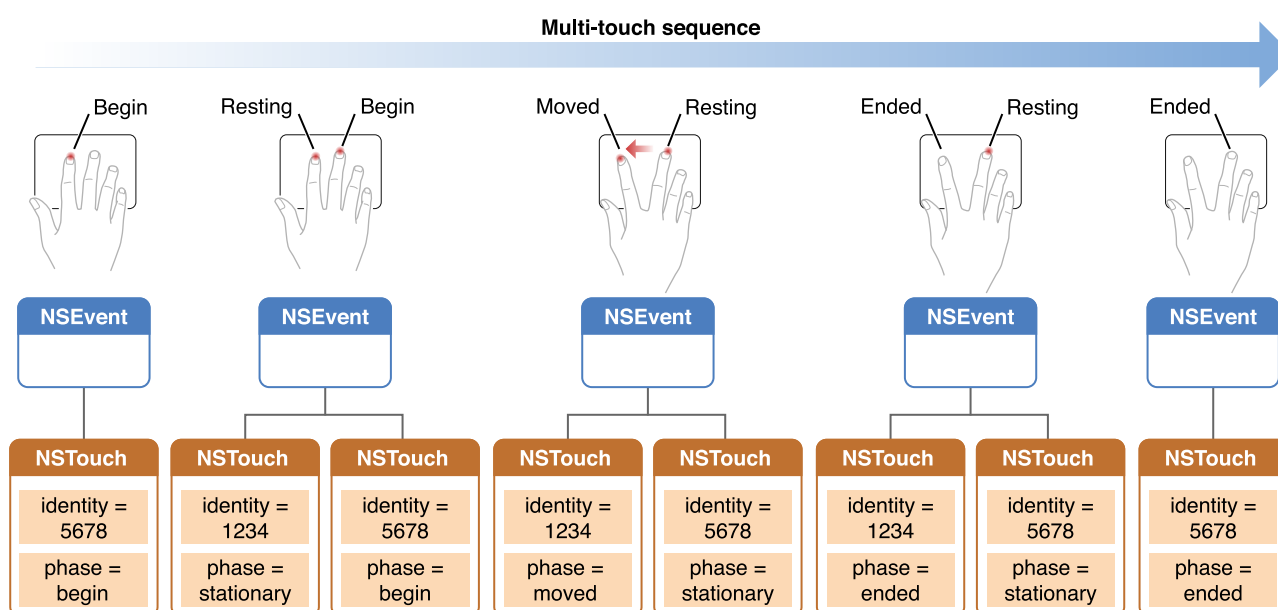 Multi-touch sequence
Begin
Resting
Begin
Moved
Resting
Ended
Resting
Ended
NSEvent
NSEvent
NSEvent
NSEvent
NSEvent
NSTouch
NSTouch
NSTouch
NSTouch
NSTouch
NSTouch
NSTouch
NSTouch
identity =
5678
identity =
1234
identity =
5678
identity =
1234
identity =
5678
identity =
1234
identity =
5678
identity =
5678
phase =
begin
phase =
stationary
phase =
begin
phase =
moved
phase =
stationary
phase =
ended
phase =
stationary
phase =
ended